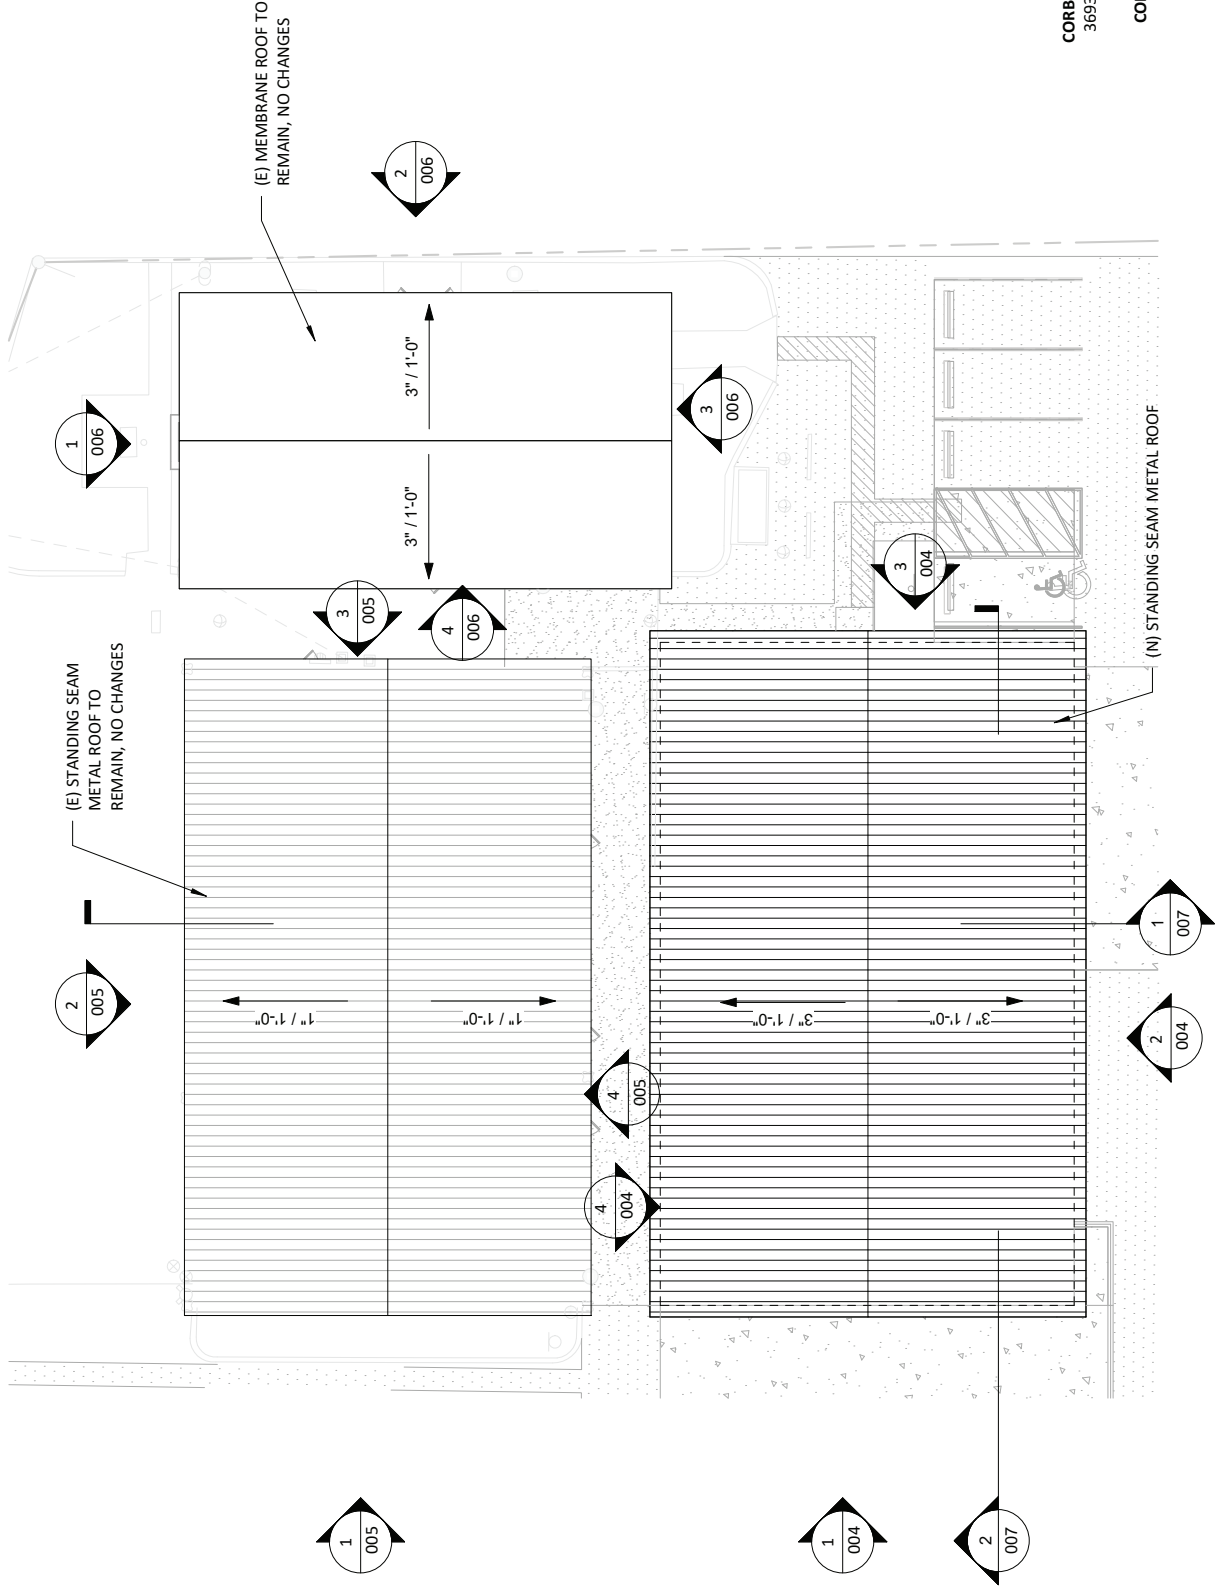 (E) MEMBRANE ROOF TO
REMAIN, NO CHANGES
CORB
3693
2
006
1
006
3" / 1'-0"
3" / 1'-0"
3
006
(E) STANDING SEAM
METAL ROOF TO
REMAIN, NO CHANGES
3
005
4
006
3
004
(N) STANDING SEAM METAL ROOF
2
005
1" / 1'-0"
1" / 1'-0"
3" / 1'-0"
3" / 1'-0"
1
007
2
004
4
005
4
004
1
005
1
004
2
007